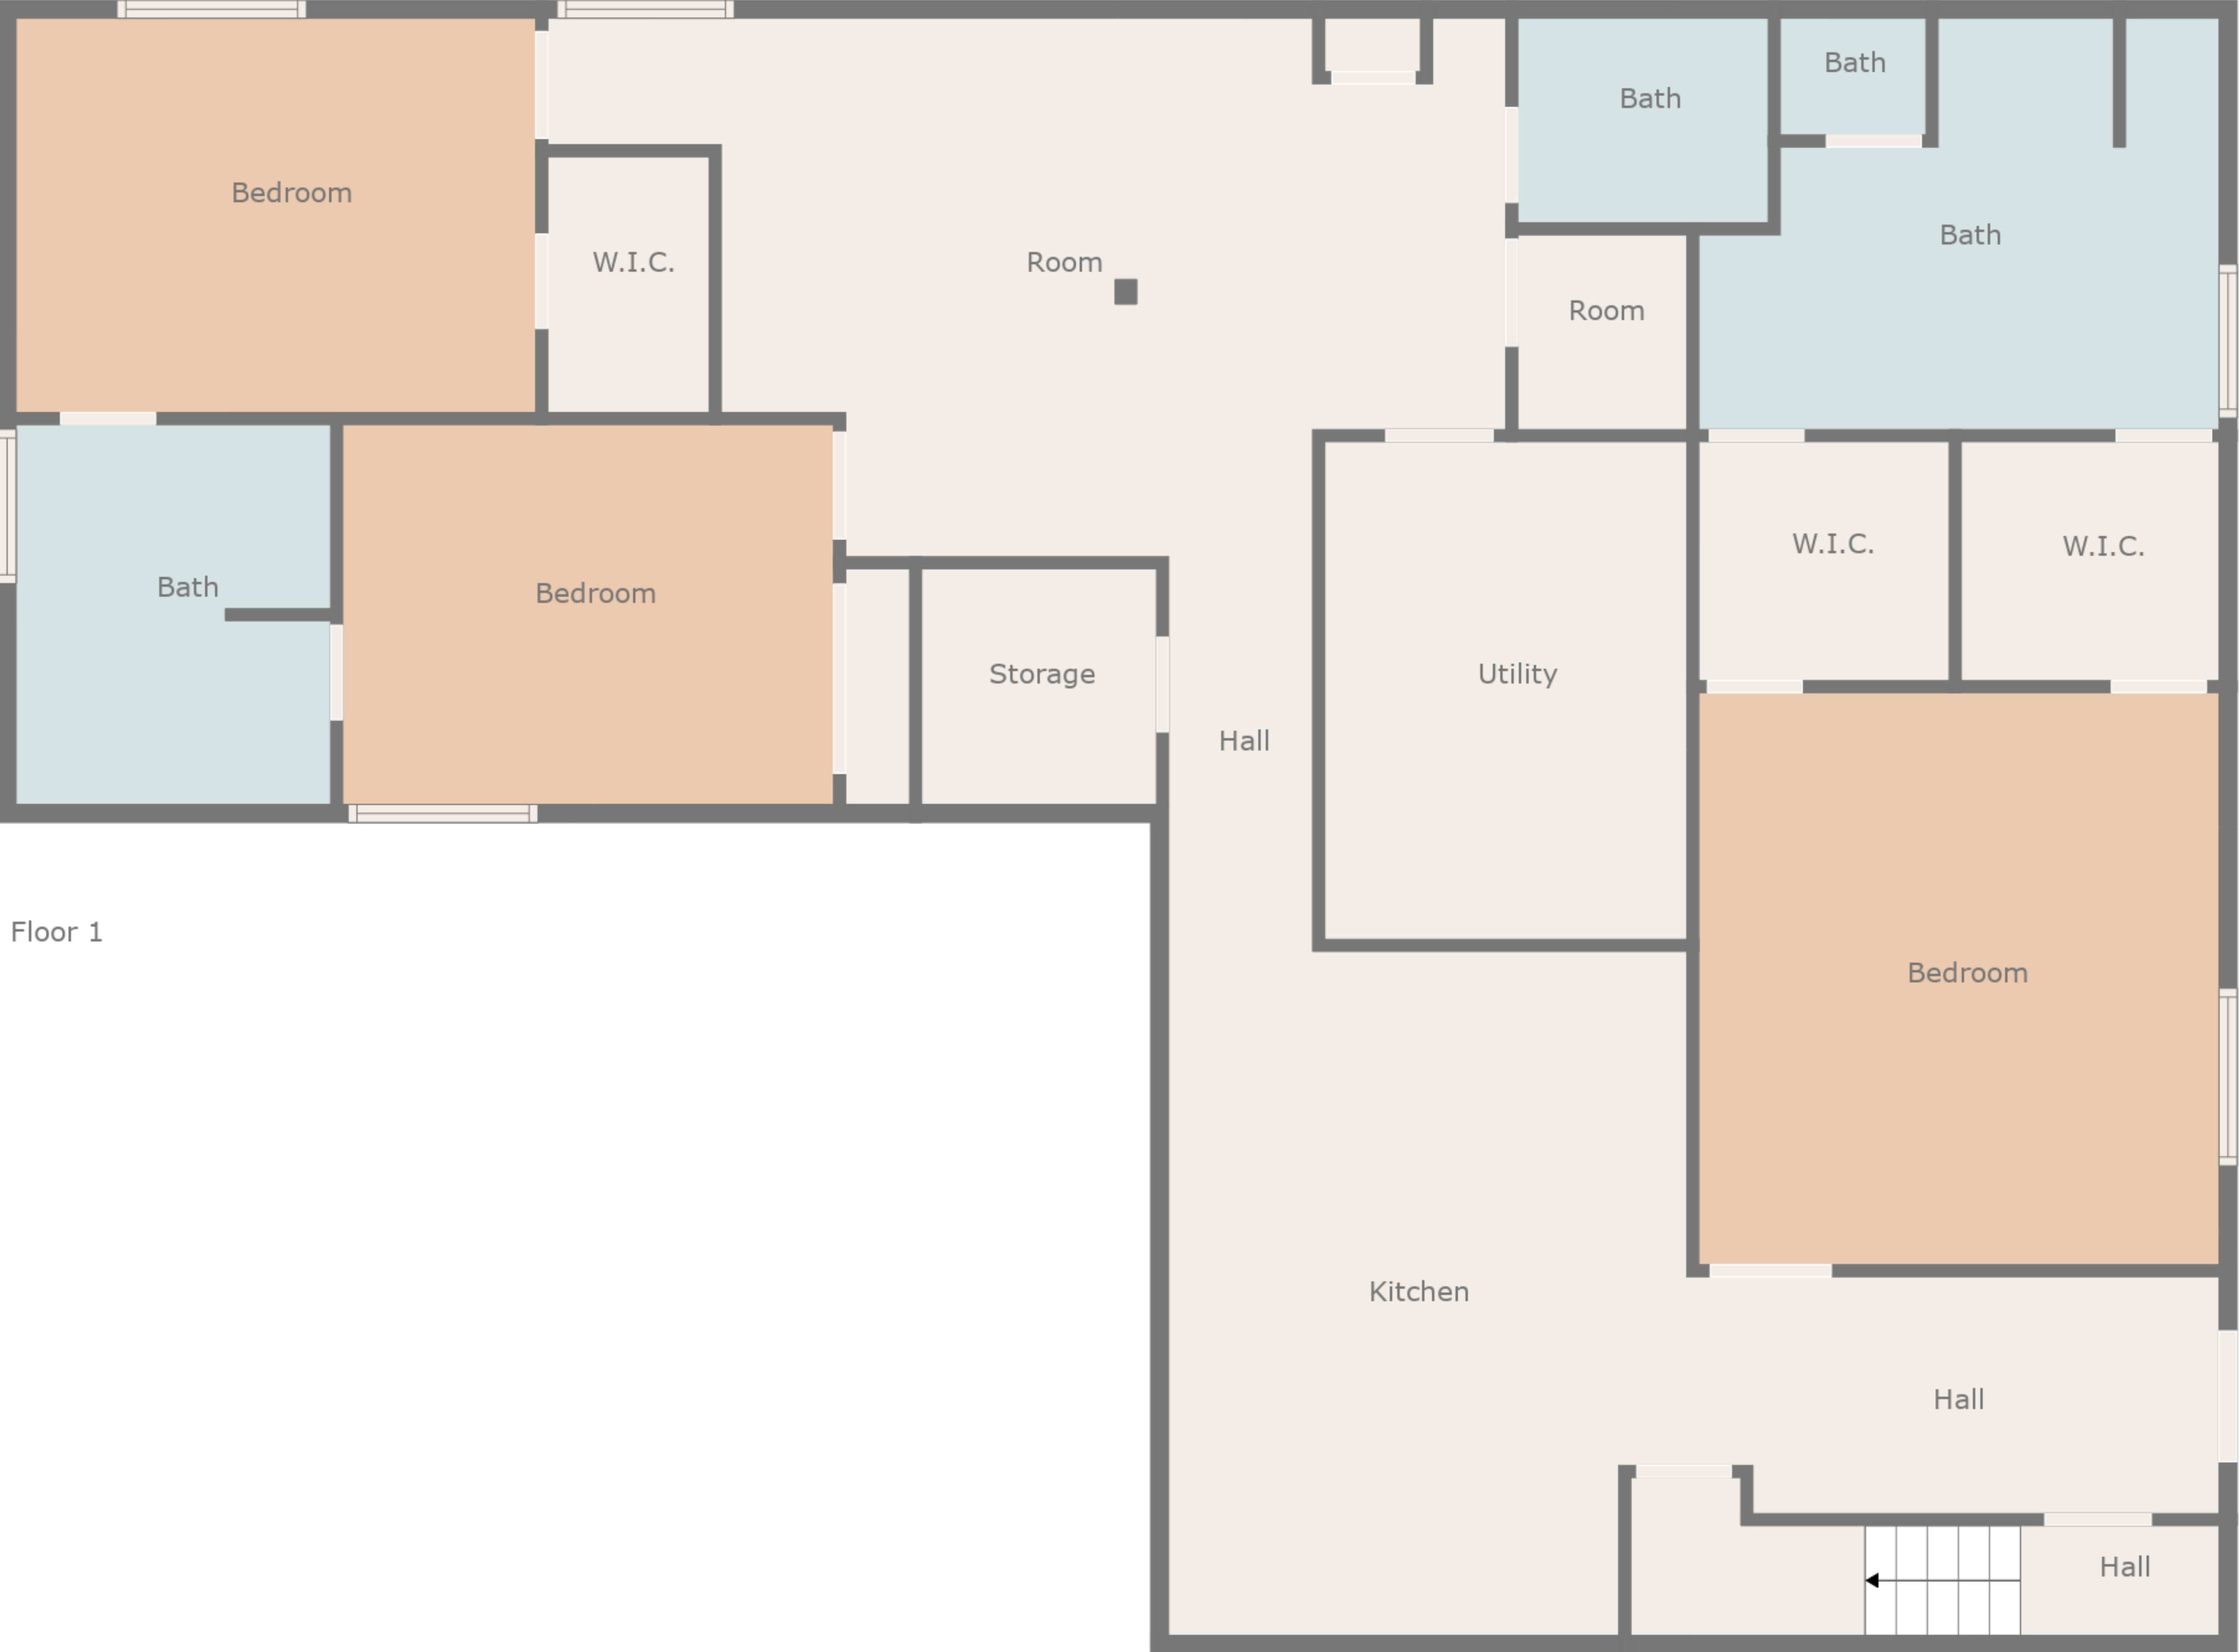 Bath
Bath
Bedroom
Bath
W.I.C.
Room
Room
W.I.C.
W.I.C.
Bath
Bedroom
Storage
Utility
Hall
Floor 1
Bedroom
Kitchen
Hall
Hall